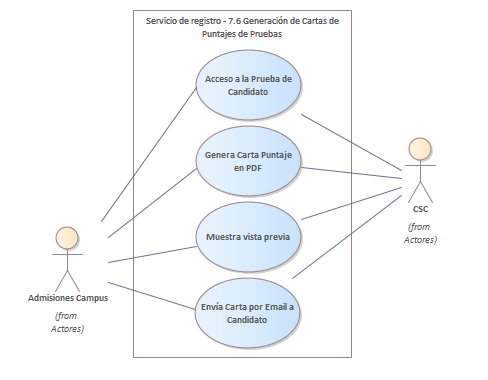 Servicio de registro - 7.6 Generación de Cartas de
Puntajes de Pruebas
Acceso a la Prueba de
Candidato
Genera Carta Puntaje
en PDF
Muestra vista previa
Envía Carta por Email a
Candidato
Admisiones Campus
(from
Actores)
CSC
(from
Actores)